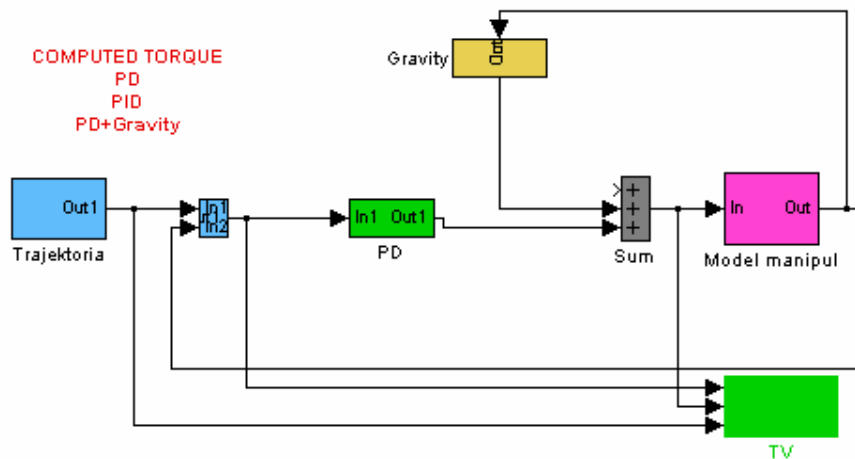 COMPUTED TORQUE
PD
PID
PD+Gravity
Gravity
Out
Out1
Trajektoria
In1
In2
In1 Out1
PD
+
+
+
Sum
In Out
Model manipul
TV